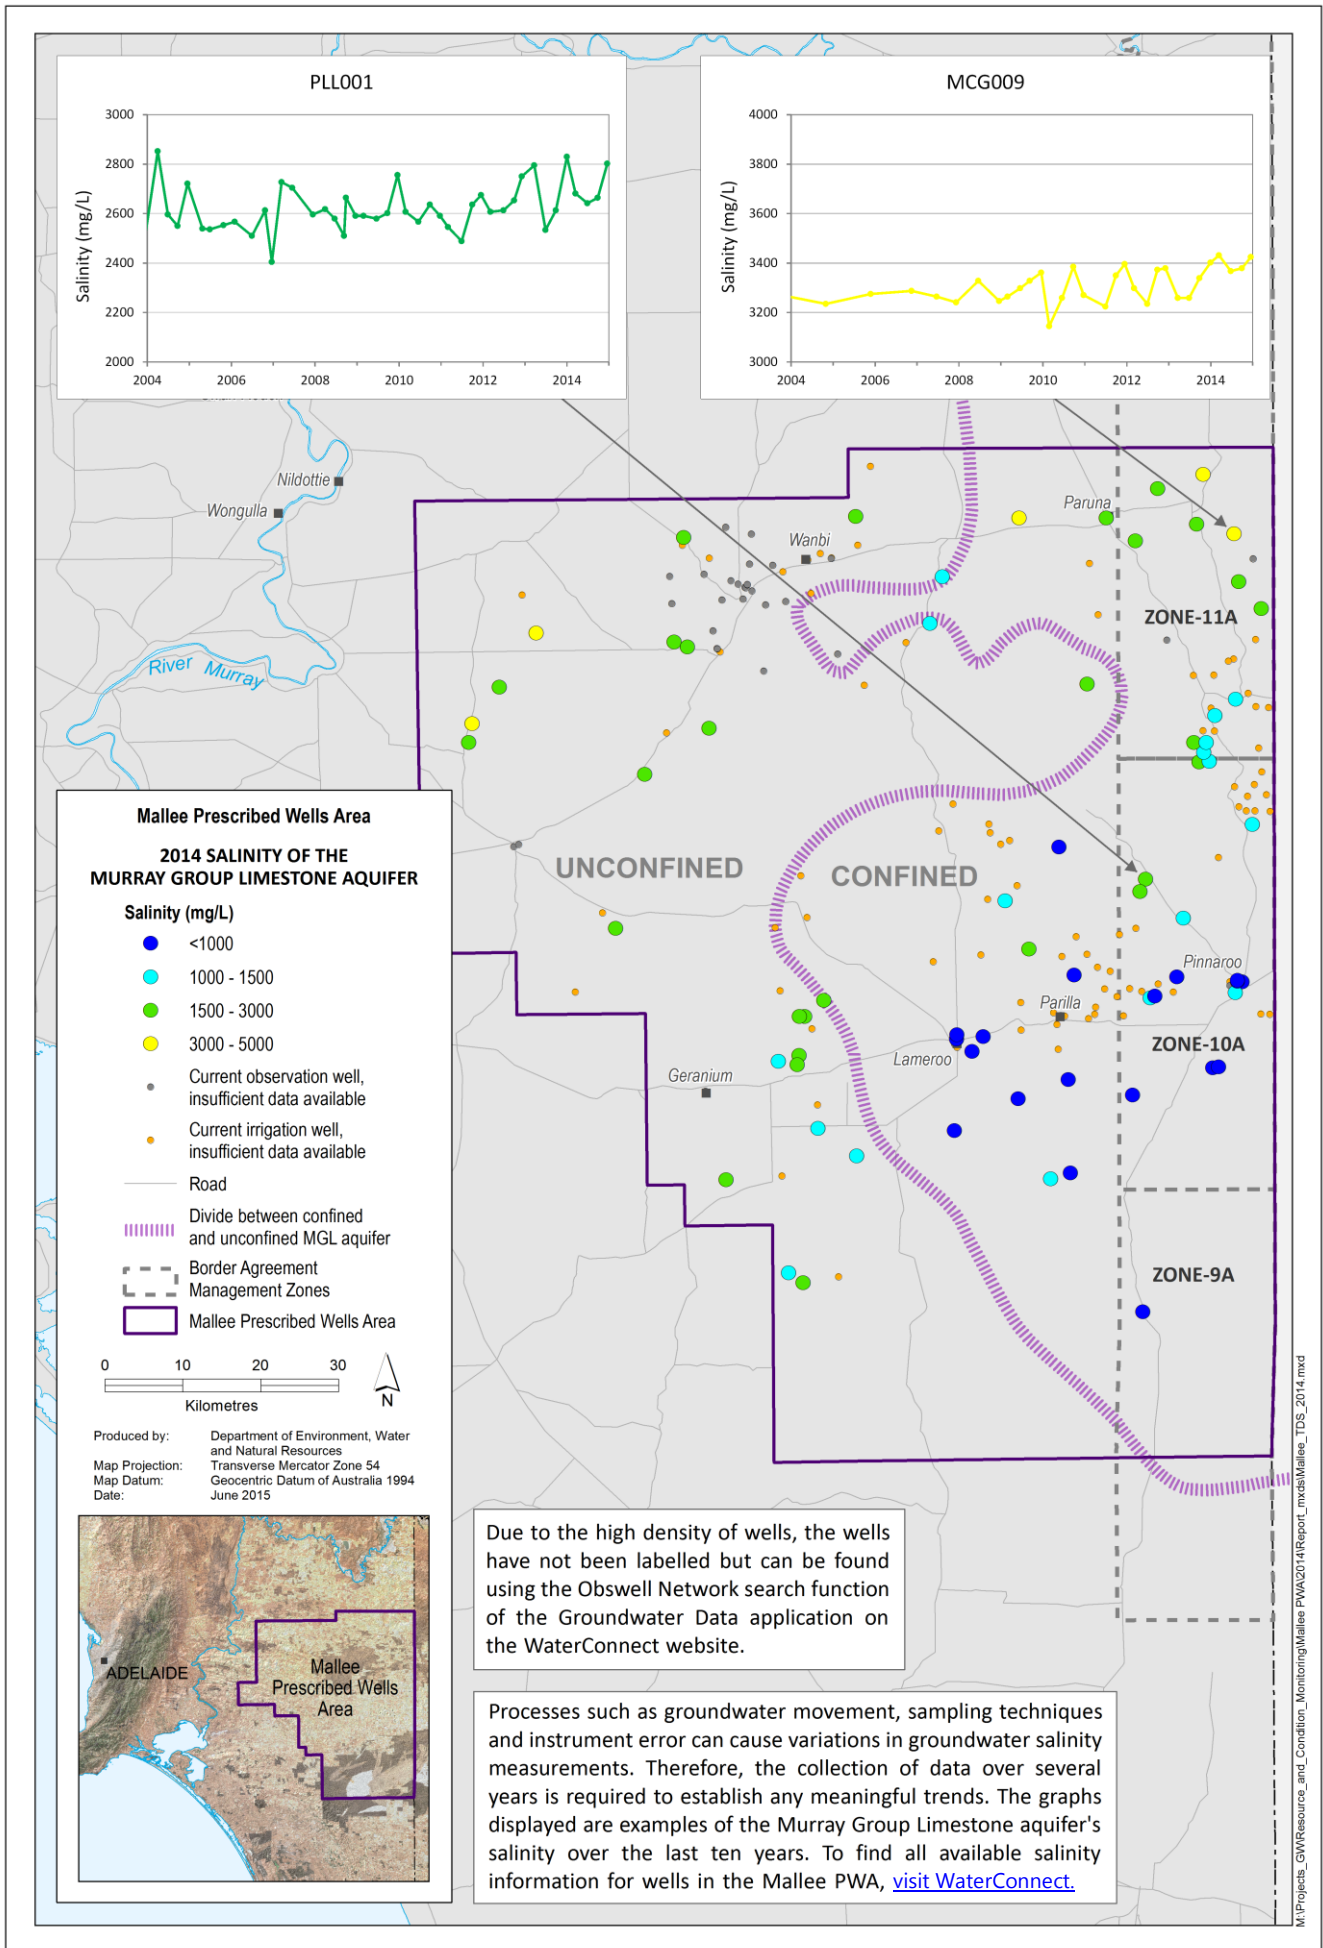 PLL001
3000
2800
2600
2400
2200
2000
Salinity (mg/L)
2004
2006
2008
2010
2012
2014
MCG009
4000
3800
3600
3400
3200
3000
Salinity (mg/L)
2004
2006
2008
2010
2012
2014
Nildottie
Wongulla
River Murray
Wanbi
Paruna
ZONE-11A
UNCONFINED
CONFINED
Pinnaroo
Parilla
Lameroo
Geranium
ZONE-10A
ZONE-9A
Mallee Prescribed Wells Area
2014 SALINITY OF THE
MURRAY GROUP LIMESTONE AQUIFER
Salinity (mg/L)
<1000
1000 - 1500
1500 - 3000
3000 - 5000
Current observation well,
insufficient data available
Current irrigation well,
insufficient data available
Road
Divide between confined
and unconfined MGL aquifer
Border Agreement
Management Zones
Mallee Prescribed Wells Area
0 10 20 30
Kilometres
N
Produced by: Department of Environment, Water
and Natural Resources
Map Projection: Transverse Mercator Zone 54
Map Datum: Geocentric Datum of Australia 1994
Date: June 2015
ADELAIDE
Mallee
Prescribed Wells
Area
Due to the high density of wells, the wells
have not been labelled but can be found
using the Obswell Network search function
of the Groundwater Data application on
the WaterConnect website.
Processes such as groundwater movement, sampling techniques
and instrument error can cause variations in groundwater salinity
measurements. Therefore, the collection of data over several
years is required to establish any meaningful trends. The graphs
displayed are examples of the Murray Group Limestone aquifer's
salinity over the last ten years. To find all available salinity
information for wells in the Mallee PWA, visit WaterConnect.
M:\Projects_GW\Resource_and_Condition_Monitoring\Mallee PWA\2014\Report_mxds\Mallee_TDS_2014.mxd